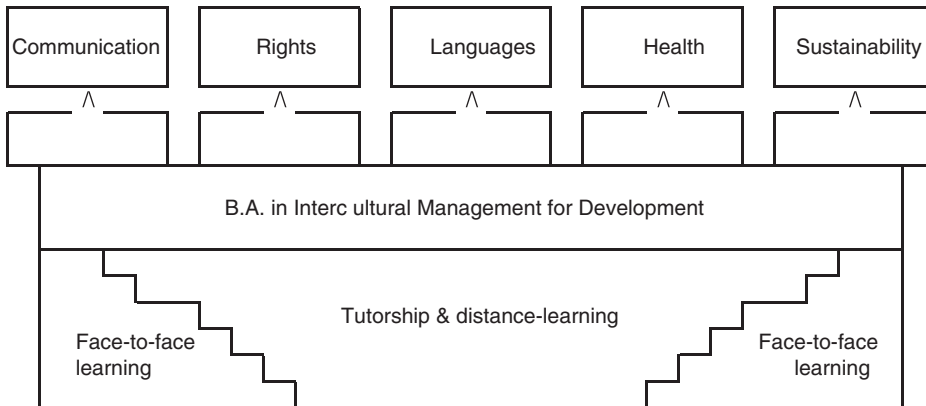 Communication
Rights
Languages
Health
Sustainability
B.A. in Interc ultural Management for Development
Tutorship & distance-learning
Face-to-face
learning
Face-to-face
learning